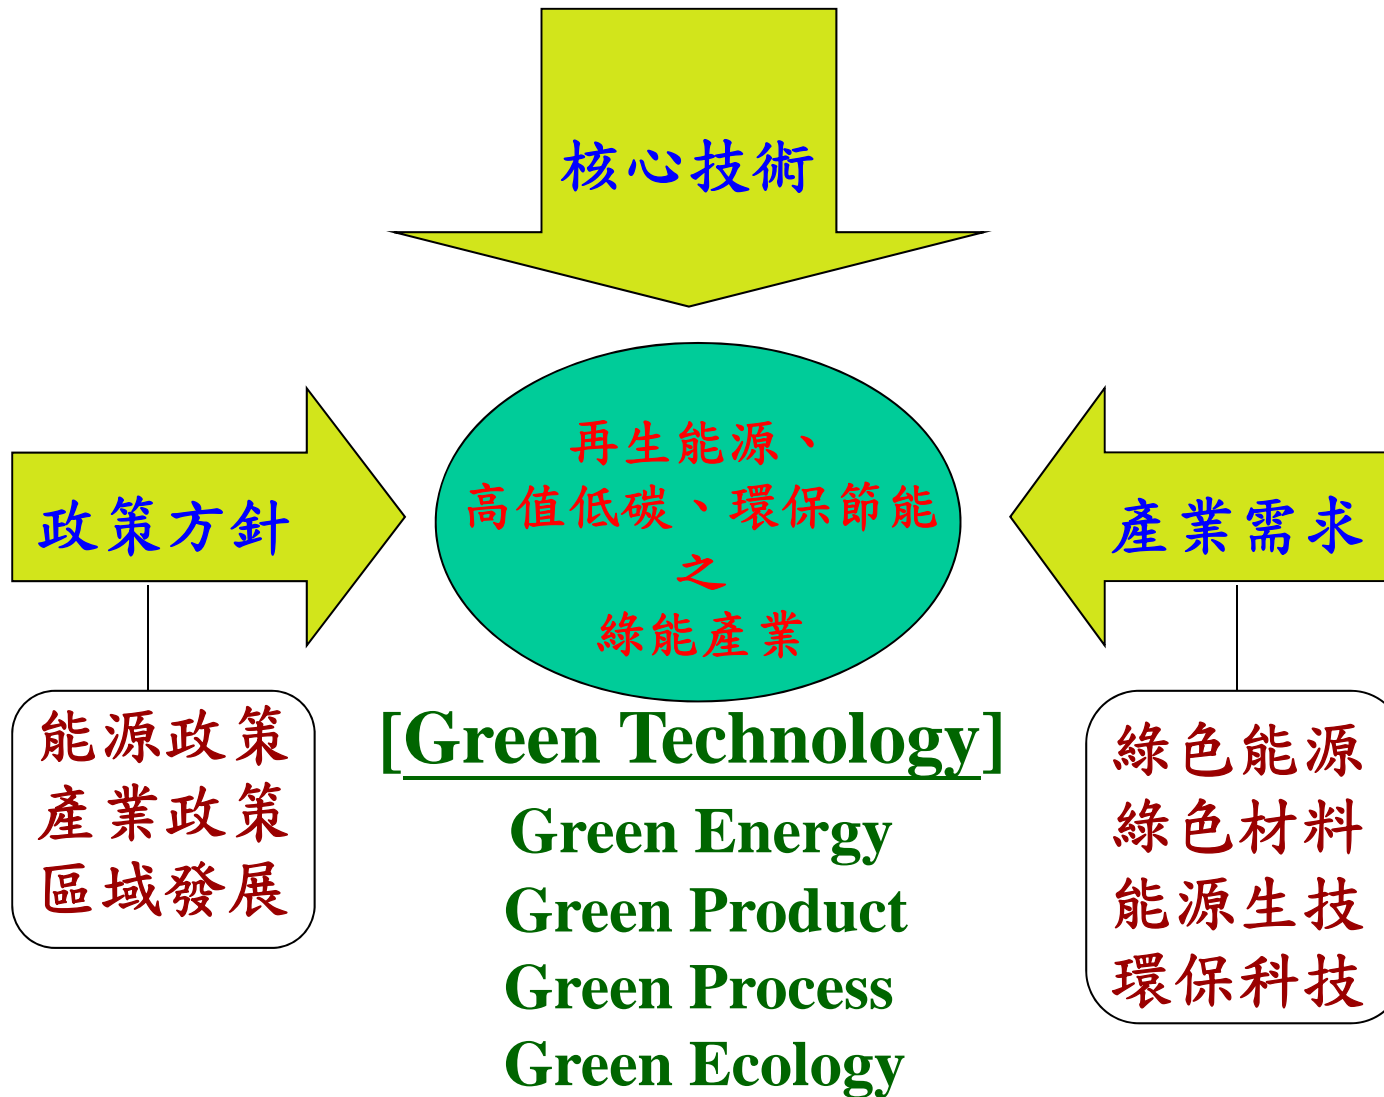 核心技術
再生能源、
高值低碳、環保節能
之
綠能產業
政策方針
產業需求
能源政策
產業政策
區域發展
[Green Technology]
Green Energy
Green Product
Green Process
Green Ecology
綠色能源
綠色材料
能源生技
環保科技